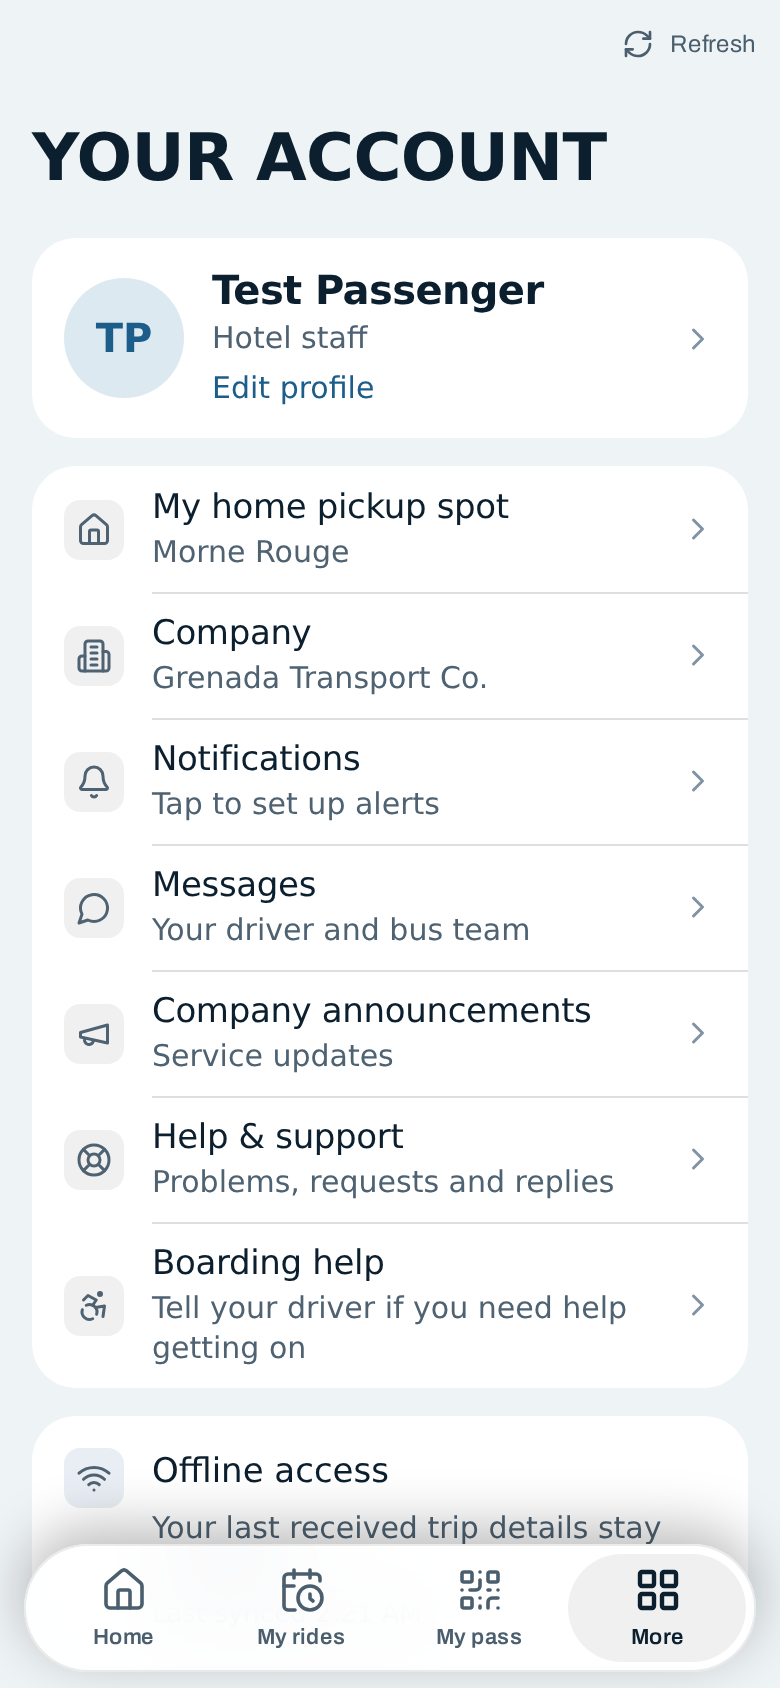 Refresh
YOUR ACCOUNT
TP
Test Passenger
Hotel staff
Edit profile
My home pickup spot
Morne Rouge
Company
Grenada Transport Co.
Notifications
Tap to set up alerts
Messages
Your driver and bus team
Company announcements
Service updates
Help & support
Problems, requests and replies
Boarding help
Tell your driver if you need help
getting on
Offline access
Your last received trip details stay
Home
My rides
My pass
More